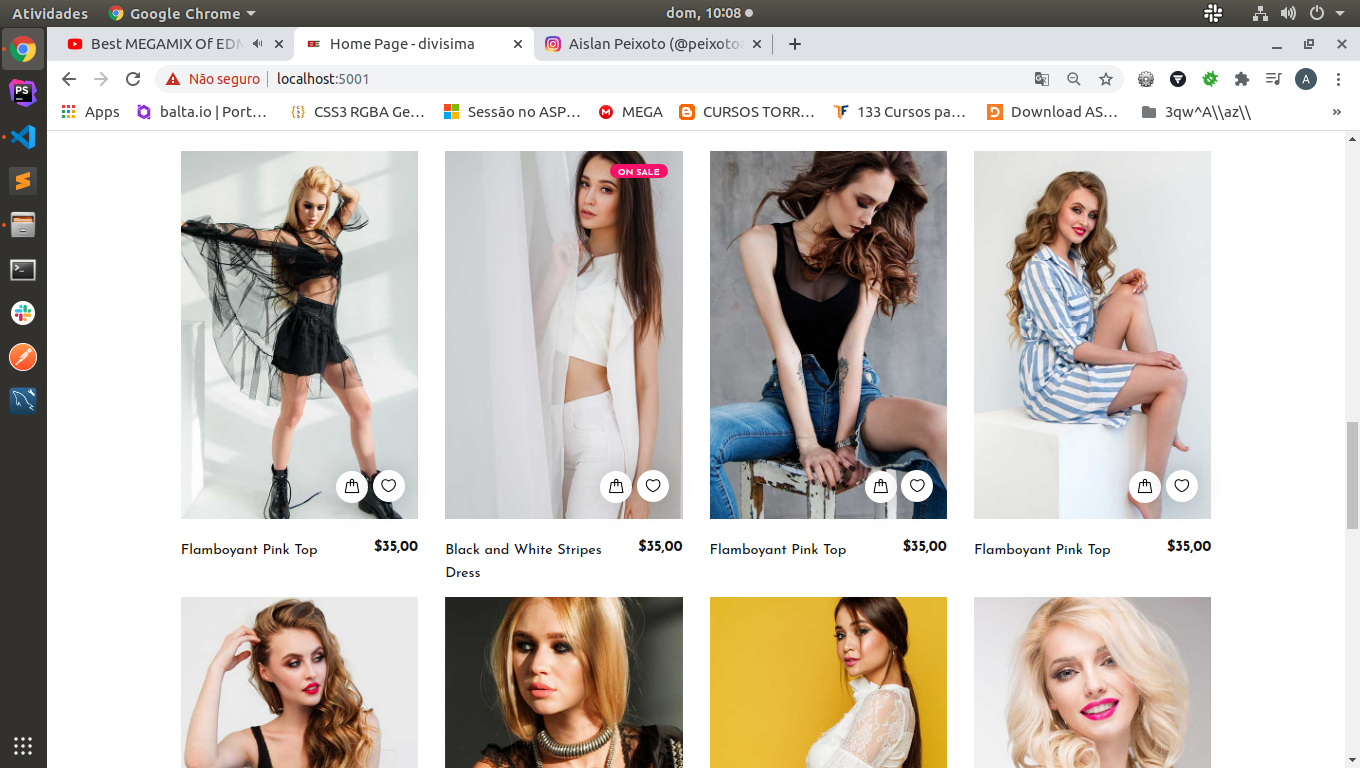 Atividades
Google Chrome
dom, 10:08
Best MEGAMIX Of EDM
Home Page - divisima
Aislan Peixoto (@peixoto
Não seguro
localhost:5001
A
Apps
balta.io | Port…
CSS3 RGBA Ge…
Sessão no ASP…
MEGA
CURSOS TORR…
133 Cursos pa…
Download AS…
3qw^A\\az\\
»
PS
ON SALE
Flamboyant Pink Top
$35,00
Black and White Stripes
Dress
$35,00
Flamboyant Pink Top
$35,00
Flamboyant Pink Top
$35,00